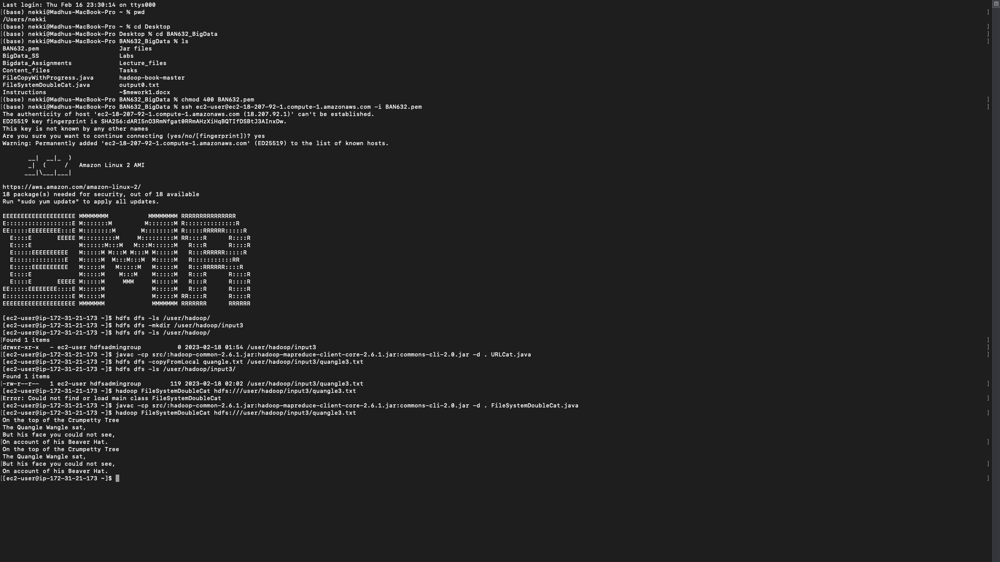 Last login: Thu Feb 16 23:30:14 on ttys000
[(base) nekki@Madhus-MacBook-Pro ~ % pwd ]
/Users/nekki
[(base) nekki@Madhus-MacBook-Pro ~ % cd Desktop ]
[(base) nekki@Madhus-MacBook-Pro Desktop % cd BAN632_BigData ]
[(base) nekki@Madhus-MacBook-Pro BAN632_BigData % ls ]
BAN632.pem                      Jar files
BigData_SS                      Labs
Bigdata_Assignments             Lecture_files
Content_files                   Tasks
FileCopyWithProgress.java       hadoop-book-master
FileSystemDoubleCat.java        output0.txt
Instructions                    ~$mework1.docx
[(base) nekki@Madhus-MacBook-Pro BAN632_BigData % chmod 400 BAN632.pem ]
[(base) nekki@Madhus-MacBook-Pro BAN632_BigData % ssh ec2-user@ec2-18-207-92-1.compute-1.amazonaws.com -i BAN632.pem ]
The authenticity of host 'ec2-18-207-92-1.compute-1.amazonaws.com (18.207.92.1)' can't be established.
ED25519 key fingerprint is SHA256:dARI5nO3RmNfgat0RRmAHzXiHqBQTIfDSBtJ3AInxDw.
This key is not known by any other names
Are you sure you want to continue connecting (yes/no/[fingerprint])? yes
Warning: Permanently added 'ec2-18-207-92-1.compute-1.amazonaws.com' (ED25519) to the list of known hosts.
       __|  __|_  )
       _|  (     /   Amazon Linux 2 AMI
      ___|\___|___|
https://aws.amazon.com/amazon-linux-2/
18 package(s) needed for security, out of 18 available
Run "sudo yum update" to apply all updates.
EEEEEEEEEEEEEEEEEEEE MMMMMMMM           MMMMMMMM RRRRRRRRRRRRRRR
E::::::::::::::::::E M:::::::M         M:::::::M R::::::::::::::R
EE:::::EEEEEEEEE:::E M::::::::M       M::::::::M R:::::RRRRRR:::::R
  E::::E       EEEEE M:::::::::M     M:::::::::M RR::::R      R::::R
  E::::E             M::::::M:::M   M:::M::::::M   R:::R      R::::R
  E:::::EEEEEEEEEE   M:::::M M:::M M:::M M:::::M   R:::RRRRRR:::::R
  E::::::::::::::E   M:::::M  M:::M:::M  M:::::M   R:::::::::::RR
  E:::::EEEEEEEEEE   M:::::M   M:::::M   M:::::M   R:::RRRRRR::::R
  E::::E             M:::::M    M:::M    M:::::M   R:::R      R::::R
  E::::E       EEEEE M:::::M     MMM     M:::::M   R:::R      R::::R
EE:::::EEEEEEEE::::E M:::::M             M:::::M   R:::R      R::::R
E::::::::::::::::::E M:::::M             M:::::M RR::::R      R::::R
EEEEEEEEEEEEEEEEEEEE MMMMMMM             MMMMMMM RRRRRRR      RRRRRR
[ec2-user@ip-172-31-21-173 ~]$ hdfs dfs -ls /user/hadoop/
[ec2-user@ip-172-31-21-173 ~]$ hdfs dfs -mkdir /user/hadoop/input3
[ec2-user@ip-172-31-21-173 ~]$ hdfs dfs -ls /user/hadoop/
[Found 1 items ]
[drwxr-xr-x   - ec2-user hdfsadmingroup          0 2023-02-18 01:54 /user/hadoop/input3 ]
[[ec2-user@ip-172-31-21-173 ~]$ javac -cp src/:hadoop-common-2.6.1.jar:hadoop-mapreduce-client-core-2.6.1.jar:commons-cli-2.0.jar -d . URLCat.java ]
[ec2-user@ip-172-31-21-173 ~]$ hdfs dfs -copyFromLocal quangle.txt /user/hadoop/input3/quangle3.txt
[ec2-user@ip-172-31-21-173 ~]$ hdfs dfs -ls /user/hadoop/input3/
Found 1 items
[-rw-r--r--   1 ec2-user hdfsadmingroup        119 2023-02-18 02:02 /user/hadoop/input3/quangle3.txt ]
[ec2-user@ip-172-31-21-173 ~]$ hadoop FileSystemDoubleCat hdfs:///user/hadoop/input3/quangle3.txt
[Error: Could not find or load main class FileSystemDoubleCat ]
[ec2-user@ip-172-31-21-173 ~]$ javac -cp src/:hadoop-common-2.6.1.jar:hadoop-mapreduce-client-core-2.6.1.jar:commons-cli-2.0.jar -d . FileSystemDoubleCat.java
[[ec2-user@ip-172-31-21-173 ~]$ hadoop FileSystemDoubleCat hdfs:///user/hadoop/input3/quangle3.txt ]
On the top of the Crumpetty Tree
The Quangle Wangle sat,
But his face you could not see,
[On account of his Beaver Hat. ]
On the top of the Crumpetty Tree
The Quangle Wangle sat,
[But his face you could not see, ]
On account of his Beaver Hat.
[[ec2-user@ip-172-31-21-173 ~]$ ]